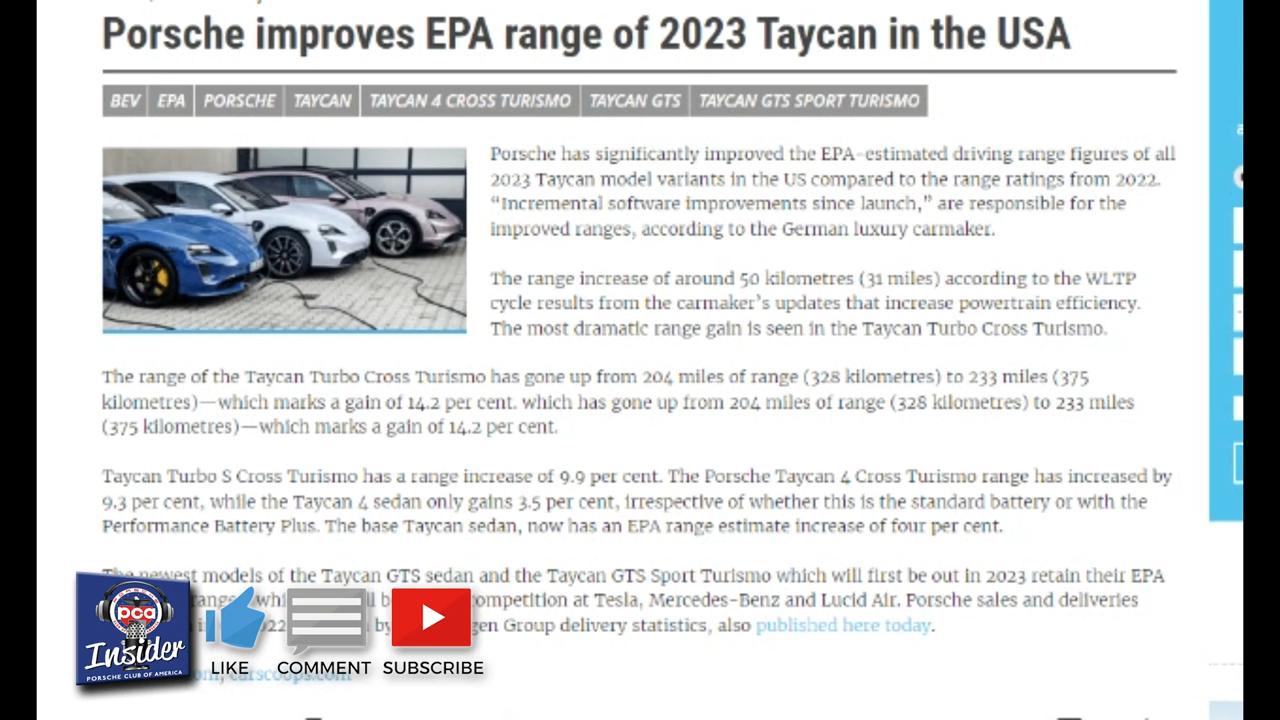 Porsche improves EPA range of 2023 Taycan in the USA
BEV EPA PORSCHE TAYCAN TAYCAN 4 CROSS TURISMO TAYCAN GTS TAYCAN GTS SPORT TURISMO
Porsche has significantly improved the EPA-estimated driving range figures of all
2023 Taycan model variants in the US compared to the range ratings from 2022.
“Incremental software improvements since launch,” are responsible for the
improved ranges, according to the German luxury carmaker.
The range increase of around 50 kilometres (31 miles) according to the WLTP
cycle results from the carmaker’s updates that increase powertrain efficiency.
The most dramatic range gain is seen in the Taycan Turbo Cross Turismo.
The range of the Taycan Turbo Cross Turismo has gone up from 204 miles of range (328 kilometres) to 233 miles (375
kilometres)—which marks a gain of 14.2 per cent. which has gone up from 204 miles of range (328 kilometres) to 233 miles
(375 kilometres)—which marks a gain of 14.2 per cent.
Taycan Turbo S Cross Turismo has a range increase of 9.9 per cent. The Porsche Taycan 4 Cross Turismo range has increased by
9.3 per cent, while the Taycan 4 sedan only gains 3.5 per cent, irrespective of whether this is the standard battery or with the
Performance Battery Plus. The base Taycan sedan, now has an EPA range estimate increase of four per cent.
The newest models of the Taycan GTS sedan and the Taycan GTS Sport Turismo which will first be out in 2023 retain their EPA
competition at Tesla, Mercedes-Benz and Lucid Air. Porsche sales and deliveries
Group delivery statistics, also published here today.
carscoops.com
pca
Insider
PORSCHE CLUB OF AMERICA
LIKE
COMMENT
SUBSCRIBE